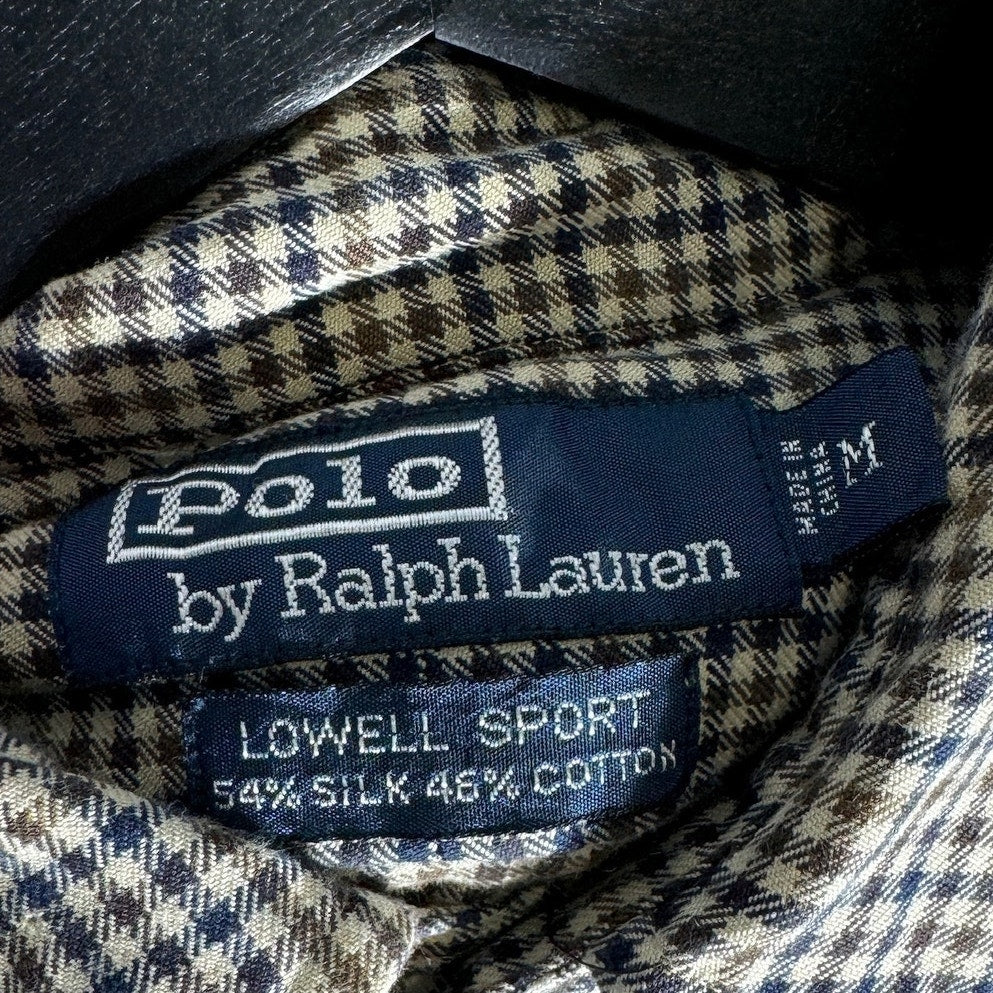 Polo
by Ralph Lauren
MADE IN
CHINA
M
LOWELL SPORT
54% SILK 46% COTTON